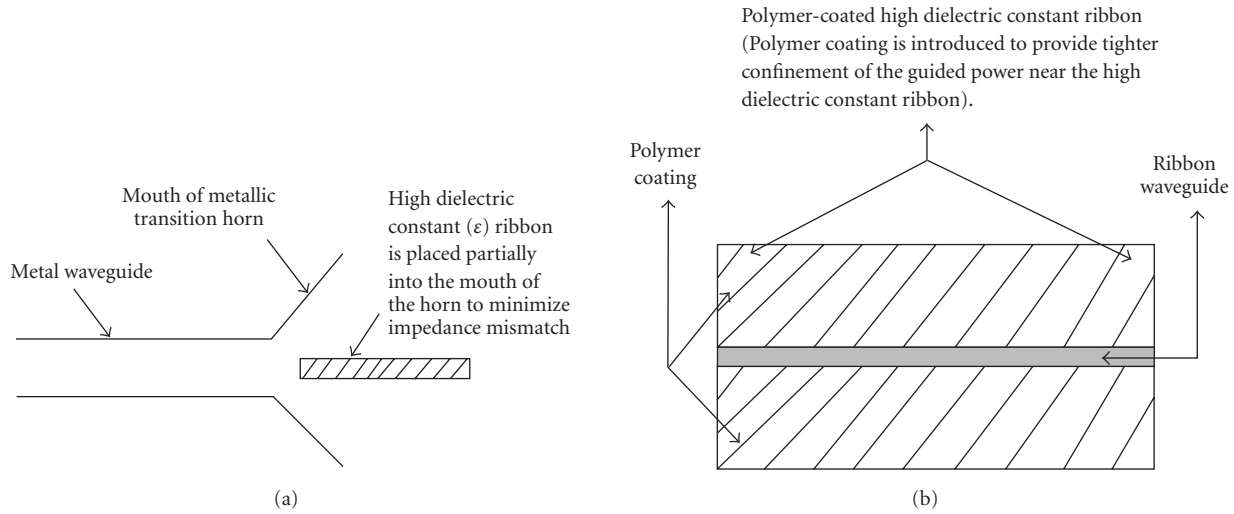 Mouth of metallic
transition horn
Metal waveguide
High dielectric
constant (ε) ribbon
is placed partially
into the mouth of
the horn to minimize
impedance mismatch
(a)
Polymer-coated high dielectric constant ribbon
(Polymer coating is introduced to provide tighter
confinement of the guided power near the high
dielectric constant ribbon).
Polymer
coating
Ribbon
waveguide
(b)